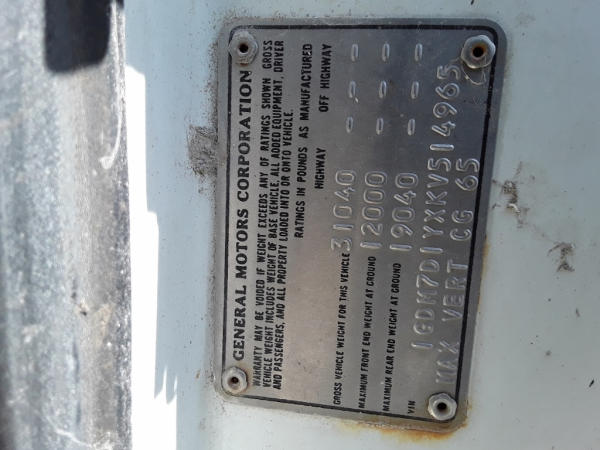 GENERAL MOTORS CORPORATION
WARRANTY MAY BE VOIDED IF WEIGHT EXCEEDS ANY OF RATINGS SHOWN GROSS
VEHICLE WEIGHT INCLUDES WEIGHT OF BASE VEHICLE, ALL ADDED EQUIPMENT, DRIVER
AND PASSENGERS, AND ALL PROPERTY LOADED INTO OR ONTO VEHICLE.
RATINGS IN POUNDS AS MANUFACTURED
HIGHWAY OFF HIGHWAY
GROSS VEHICLE WEIGHT FOR THIS VEHICLE 31040 - - -
MAXIMUM FRONT END WEIGHT AT GROUND 12000 - - -
MAXIMUM REAR END WEIGHT AT GROUND 19040 - - -
VIN 1GDM7D1YXKV514965
MAX VERT CG 65